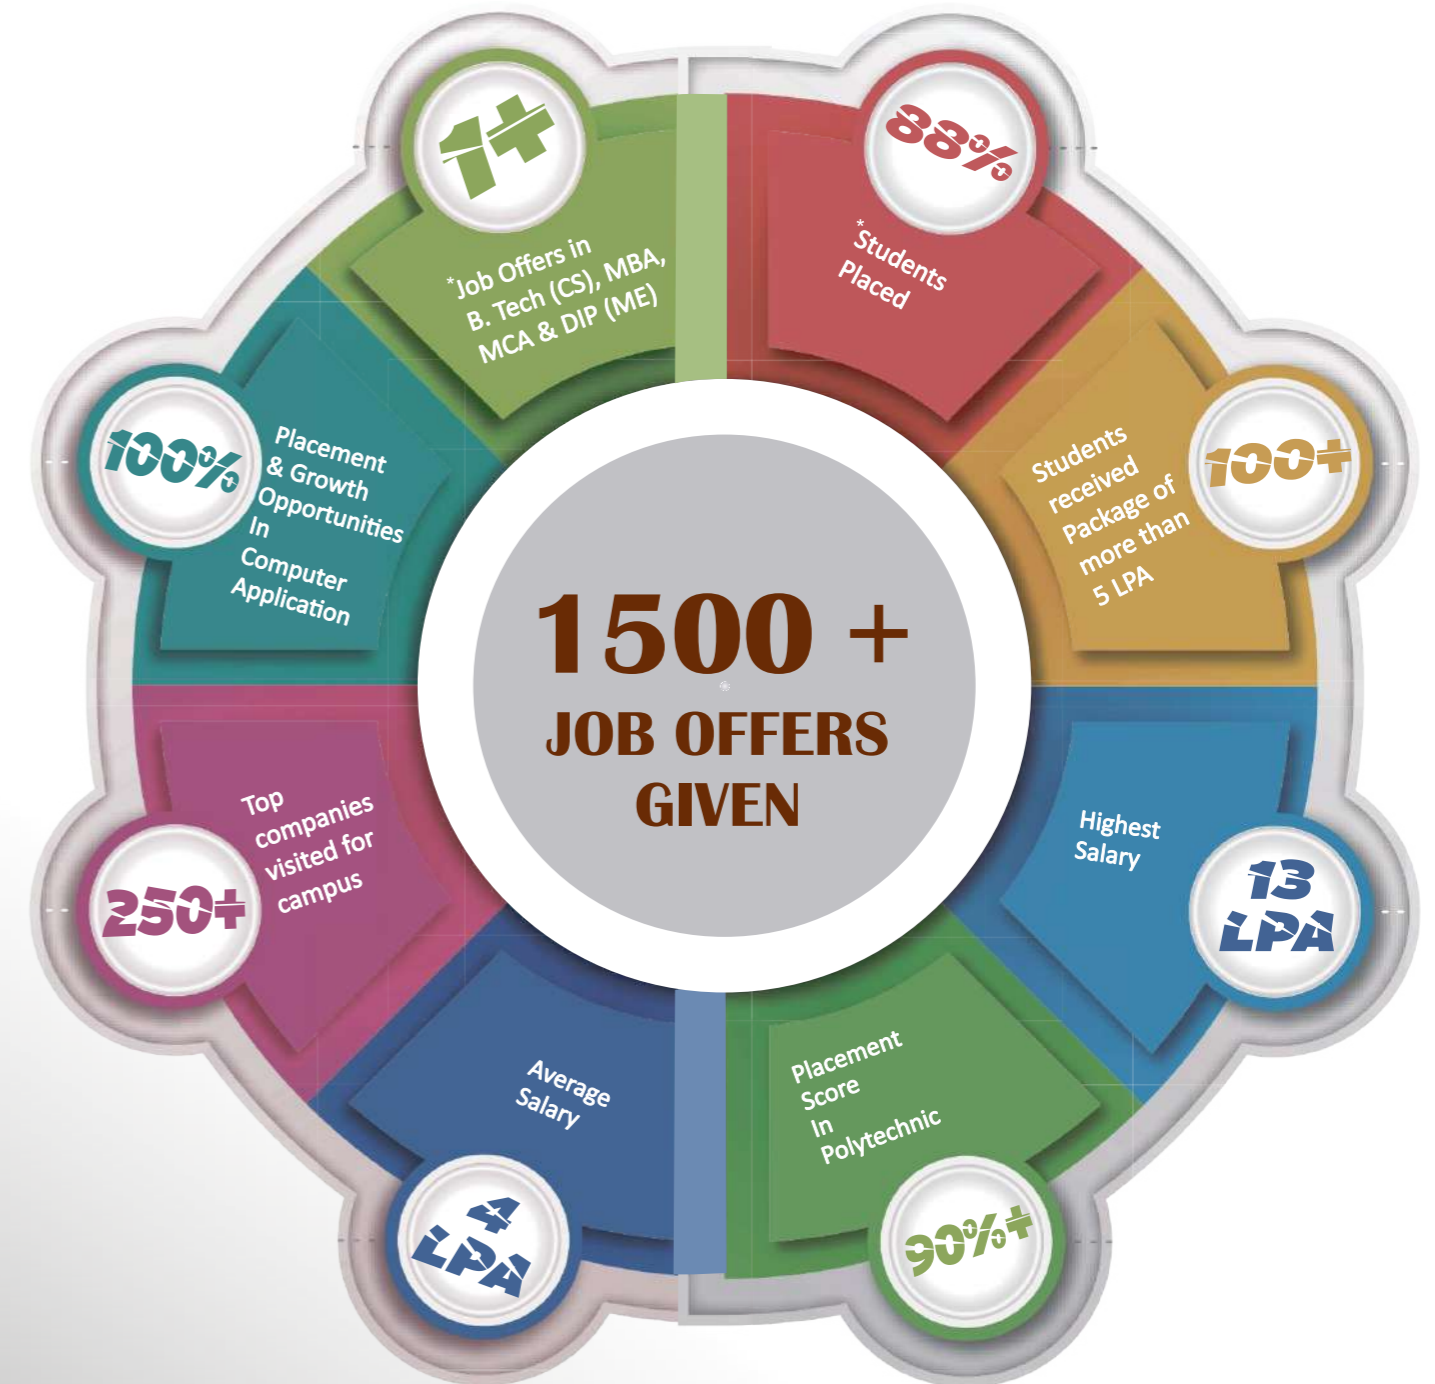 1+
*Job Offers in
B. Tech (CS), MBA,
MCA & DIP (ME)
88%
*Students
Placed
100+
Students
received
Package of
more than
5 LPA
13
LPA
Highest
Salary
90%+
Placement
Score
In
Polytechnic
4
LPA
Average
Salary
250+
Top
companies
visited for
campus
100%
Placement
& Growth
Opportunities
In
Computer
Application
1500 +
JOB OFFERS
GIVEN